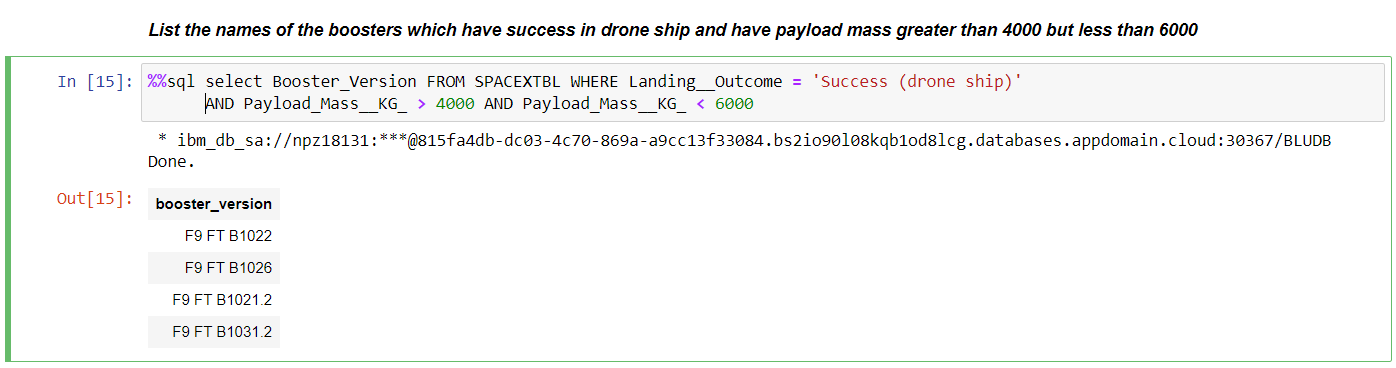 List the names of the boosters which have success in drone ship and have payload mass greater than 4000 but less than 6000
In [15]: %%sql select Booster_Version FROM SPACEXTBL WHERE Landing__Outcome = 'Success (drone ship)'
AND Payload_Mass__KG_ > 4000 AND Payload_Mass__KG_ < 6000
* ibm_db_sa://npz18131:***@815fa4db-dc03-4c70-869a-a9cc13f33084.bs2io90l08kqb1od8lcg.databases.appdomain.cloud:30367/BLUDB
Done.
Out[15]: booster_version
F9 FT B1022
F9 FT B1026
F9 FT B1021.2
F9 FT B1031.2